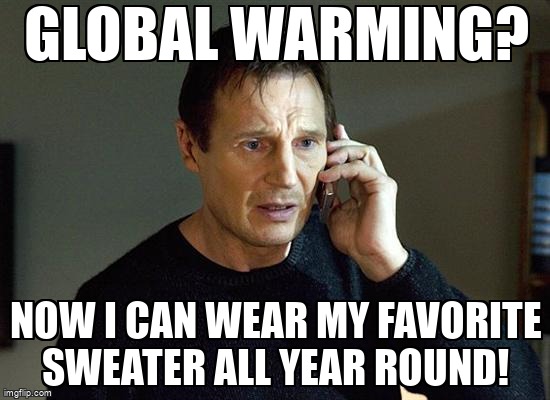 GLOBAL WARMING?
NOW I CAN WEAR MY FAVORITE
SWEATER ALL YEAR ROUND!
imgflip.com